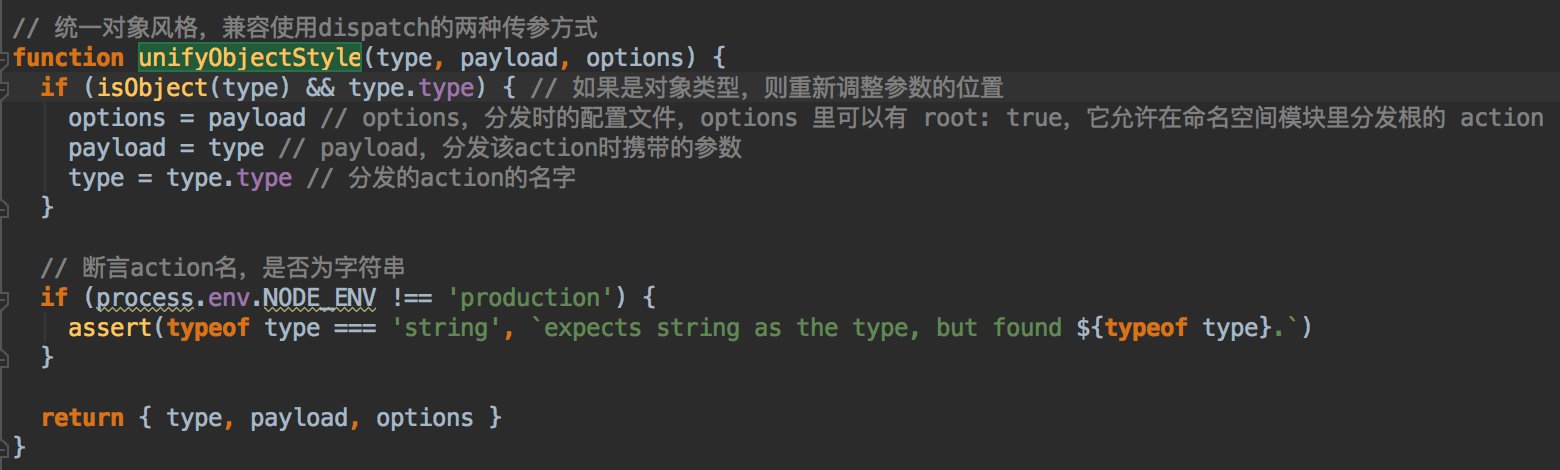 // 统一对象风格，兼容使用dispatch的两种传参方式
function unifyObjectStyle(type, payload, options) {
  if (isObject(type) && type.type) { // 如果是对象类型，则重新调整参数的位置
    options = payload // options，分发时的配置文件，options 里可以有 root: true，它允许在命名空间模块里分发根的 action
    payload = type // payload，分发该action时携带的参数
    type = type.type // 分发的action的名字
  }

  // 断言action名，是否为字符串
  if (process.env.NODE_ENV !== 'production') {
    assert(typeof type === 'string', `expects string as the type, but found ${typeof type}.`)
  }

  return { type, payload, options }
}